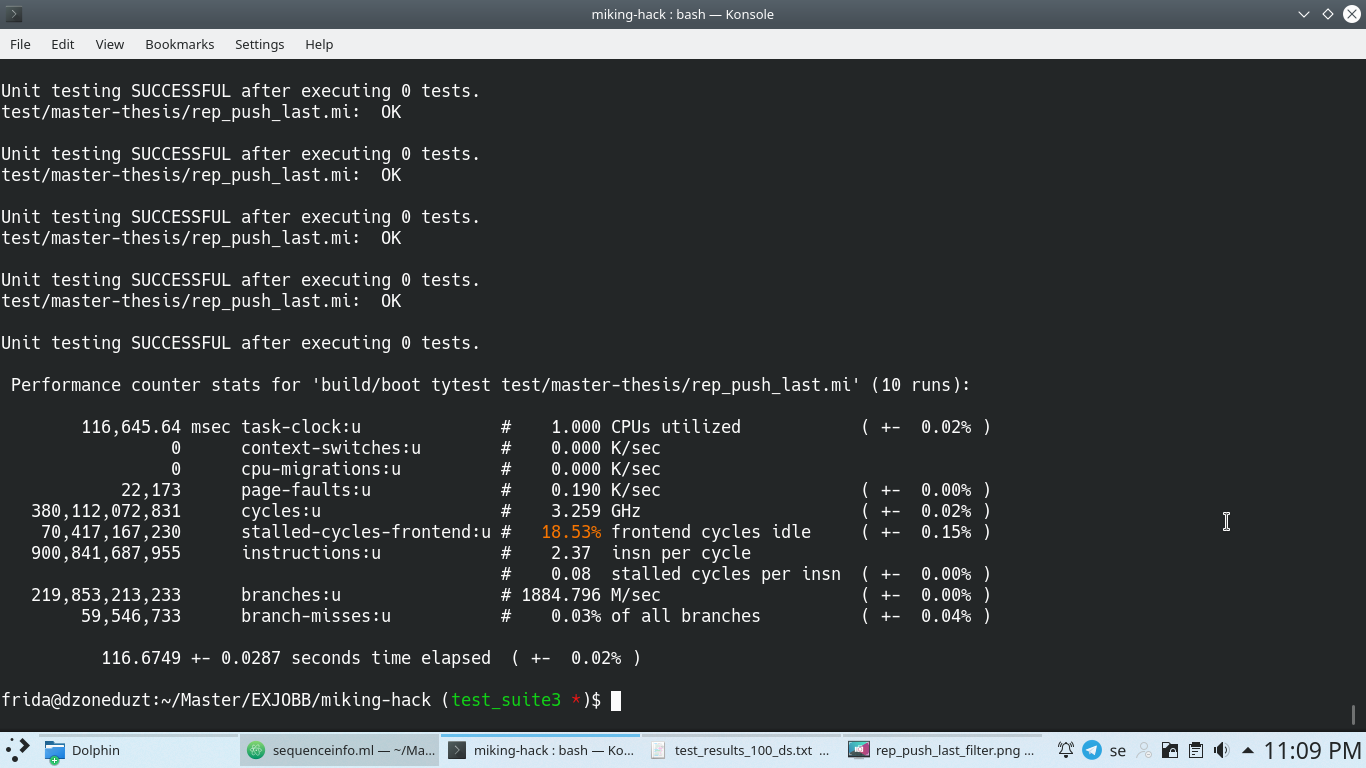 miking-hack : bash — Konsole
File Edit View Bookmarks Settings Help
Unit testing SUCCESSFUL after executing 0 tests.
test/master-thesis/rep_push_last.mi:  OK
Unit testing SUCCESSFUL after executing 0 tests.
test/master-thesis/rep_push_last.mi:  OK
Unit testing SUCCESSFUL after executing 0 tests.
test/master-thesis/rep_push_last.mi:  OK
Unit testing SUCCESSFUL after executing 0 tests.
test/master-thesis/rep_push_last.mi:  OK
Unit testing SUCCESSFUL after executing 0 tests.
Performance counter stats for 'build/boot tytest test/master-thesis/rep_push_last.mi' (10 runs):
116,645.64 msec task-clock:u # 1.000 CPUs utilized ( +- 0.02% )
0 context-switches:u # 0.000 K/sec
0 cpu-migrations:u # 0.000 K/sec
22,173 page-faults:u # 0.190 K/sec ( +- 0.00% )
380,112,072,831 cycles:u # 3.259 GHz ( +- 0.02% )
70,417,167,230 stalled-cycles-frontend:u # 18.53% frontend cycles idle ( +- 0.15% )
900,841,687,955 instructions:u # 2.37 insn per cycle
# 0.08 stalled cycles per insn ( +- 0.00% )
219,853,213,233 branches:u # 1884.796 M/sec ( +- 0.00% )
59,546,733 branch-misses:u # 0.03% of all branches ( +- 0.04% )
116.6749 +- 0.0287 seconds time elapsed ( +- 0.02% )
frida@dzoneduzt:~/Master/EXJOBB/miking-hack (test_suite3 *)$
Dolphin sequenceinfo.ml — ~/Ma... miking-hack : bash — Ko... test_results_100_ds.txt ... rep_push_last_filter.png ... se 11:09 PM